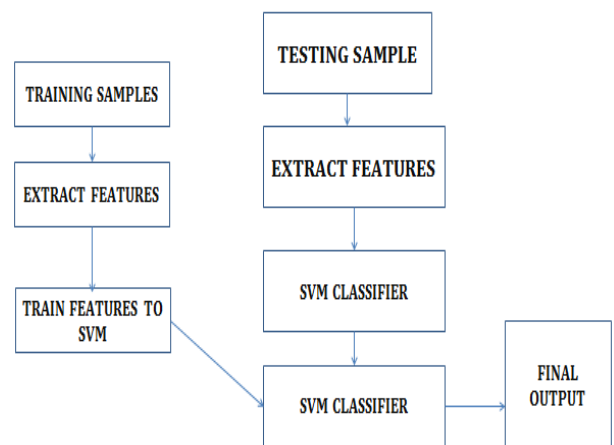 TRAINING SAMPLES
EXTRACT FEATURES
TRAIN FEATURES TO
SVM
TESTING SAMPLE
EXTRACT FEATURES
SVM CLASSIFIER
SVM CLASSIFIER
FINAL
OUTPUT